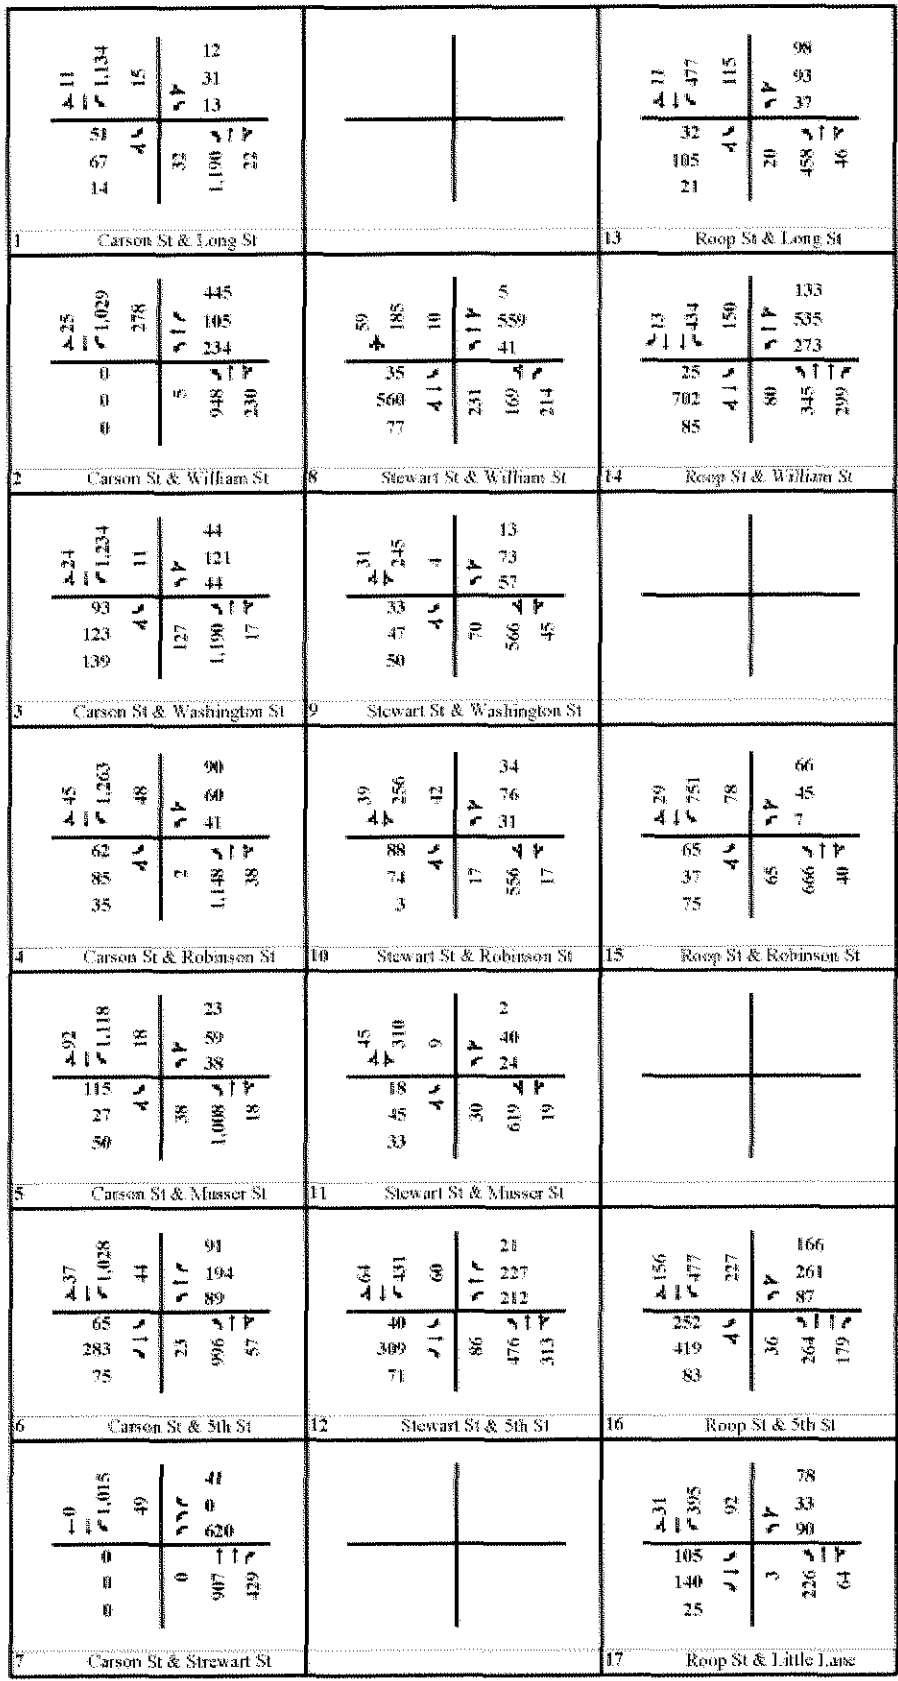 11 1,134 15 12
31
13
51
67
14
32 1,190 22
1 Carson St & Long St
11 477 115 98
93
37
32
105
21
20 458 46
13 Roop St & Long St
25 1,029 278 445
105
234
0
0
0
5 948 230
2 Carson St & William St
59 185 10 5
559
41
35
560
77
231 169 214
8 Stewart St & William St
13 434 150 133
535
273
25
702
85
80 345 299
14 Roop St & William St
24 1,234 11 44
121
44
93
123
139
127 1,190 17
3 Carson St & Washington St
31 245 4 13
73
57
33
47
50
70 566 45
9 Stewart St & Washington St
45 1,263 48 90
60
41
62
85
35
2 1,148 38
4 Carson St & Robinson St
39 256 42 34
76
31
88
74
3
17 556 17
10 Stewart St & Robinson St
29 751 78 66
45
7
65
37
75
65 666 40
15 Roop St & Robinson St
92 1,118 18 23
59
38
115
27
50
38 1,008 18
5 Carson St & Musser St
45 310 9 2
40
24
18
45
33
30 619 19
11 Stewart St & Musser St
37 1,028 44 91
194
89
65
283
75
23 996 57
6 Carson St & 5th St
64 431 60 21
227
212
40
309
71
86 476 313
12 Stewart St & 5th St
156 477 227 166
261
87
252
419
83
36 264 179
16 Roop St & 5th St
0 1,015 49 41
0
620
0
0
0
0 907 429
7 Carson St & Strewart St
31 395 92 78
33
90
105
140
25
3 226 64
17 Roop St & Little Lane